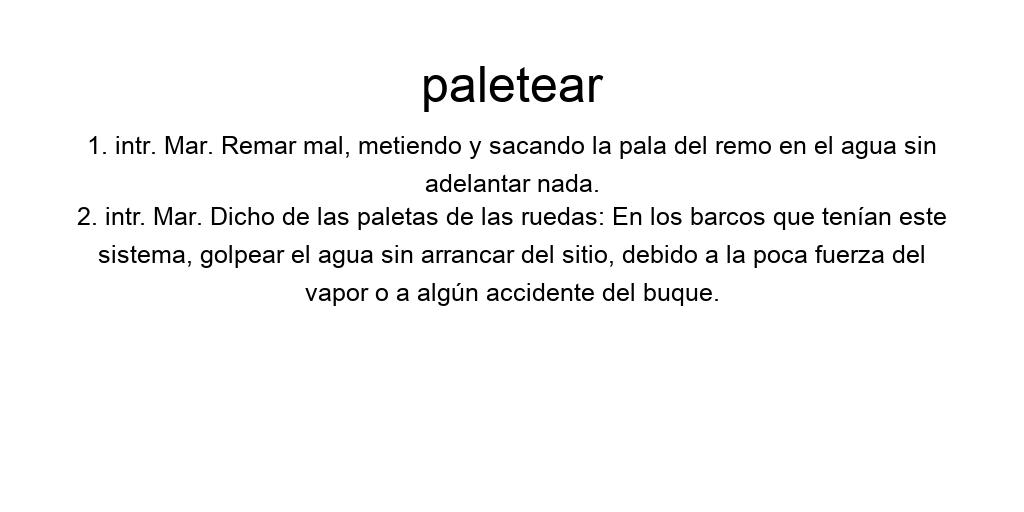 paletear
1. intr. Mar. Remar mal, metiendo y sacando la pala del remo en el agua sin
adelantar nada.
2. intr. Mar. Dicho de las paletas de las ruedas: En los barcos que tenían este
sistema, golpear el agua sin arrancar del sitio, debido a la poca fuerza del
vapor o a algún accidente del buque.